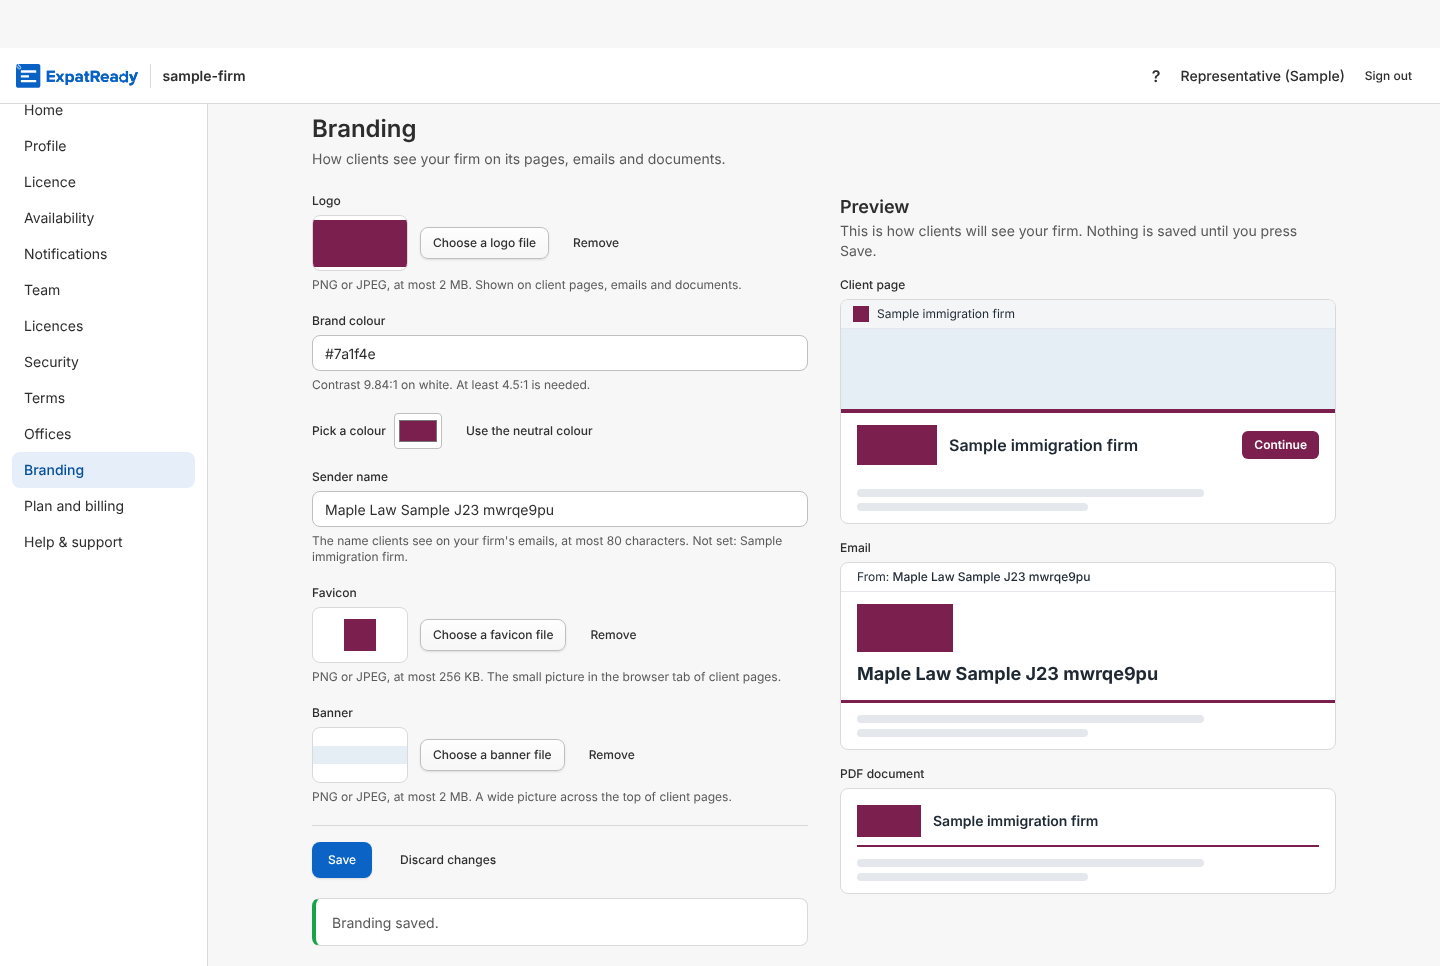 ExpatReady
sample-firm
?
Representative (Sample)
Sign out
Home
Profile
Licence
Availability
Notifications
Team
Licences
Security
Terms
Offices
Branding
Plan and billing
Help & support
Branding
How clients see your firm on its pages, emails and documents.
Logo
Choose a logo file
Remove
PNG or JPEG, at most 2 MB. Shown on client pages, emails and documents.
Brand colour
#7a1f4e
Contrast 9.84:1 on white. At least 4.5:1 is needed.
Pick a colour
Use the neutral colour
Sender name
Maple Law Sample J23 mwrqe9pu
The name clients see on your firm's emails, at most 80 characters. Not set: Sample
immigration firm.
Favicon
Choose a favicon file
Remove
PNG or JPEG, at most 256 KB. The small picture in the browser tab of client pages.
Banner
Choose a banner file
Remove
PNG or JPEG, at most 2 MB. A wide picture across the top of client pages.
Save
Discard changes
Branding saved.
Preview
This is how clients will see your firm. Nothing is saved until you press
Save.
Client page
Sample immigration firm
Sample immigration firm
Continue
Email
From: Maple Law Sample J23 mwrqe9pu
Maple Law Sample J23 mwrqe9pu
PDF document
Sample immigration firm